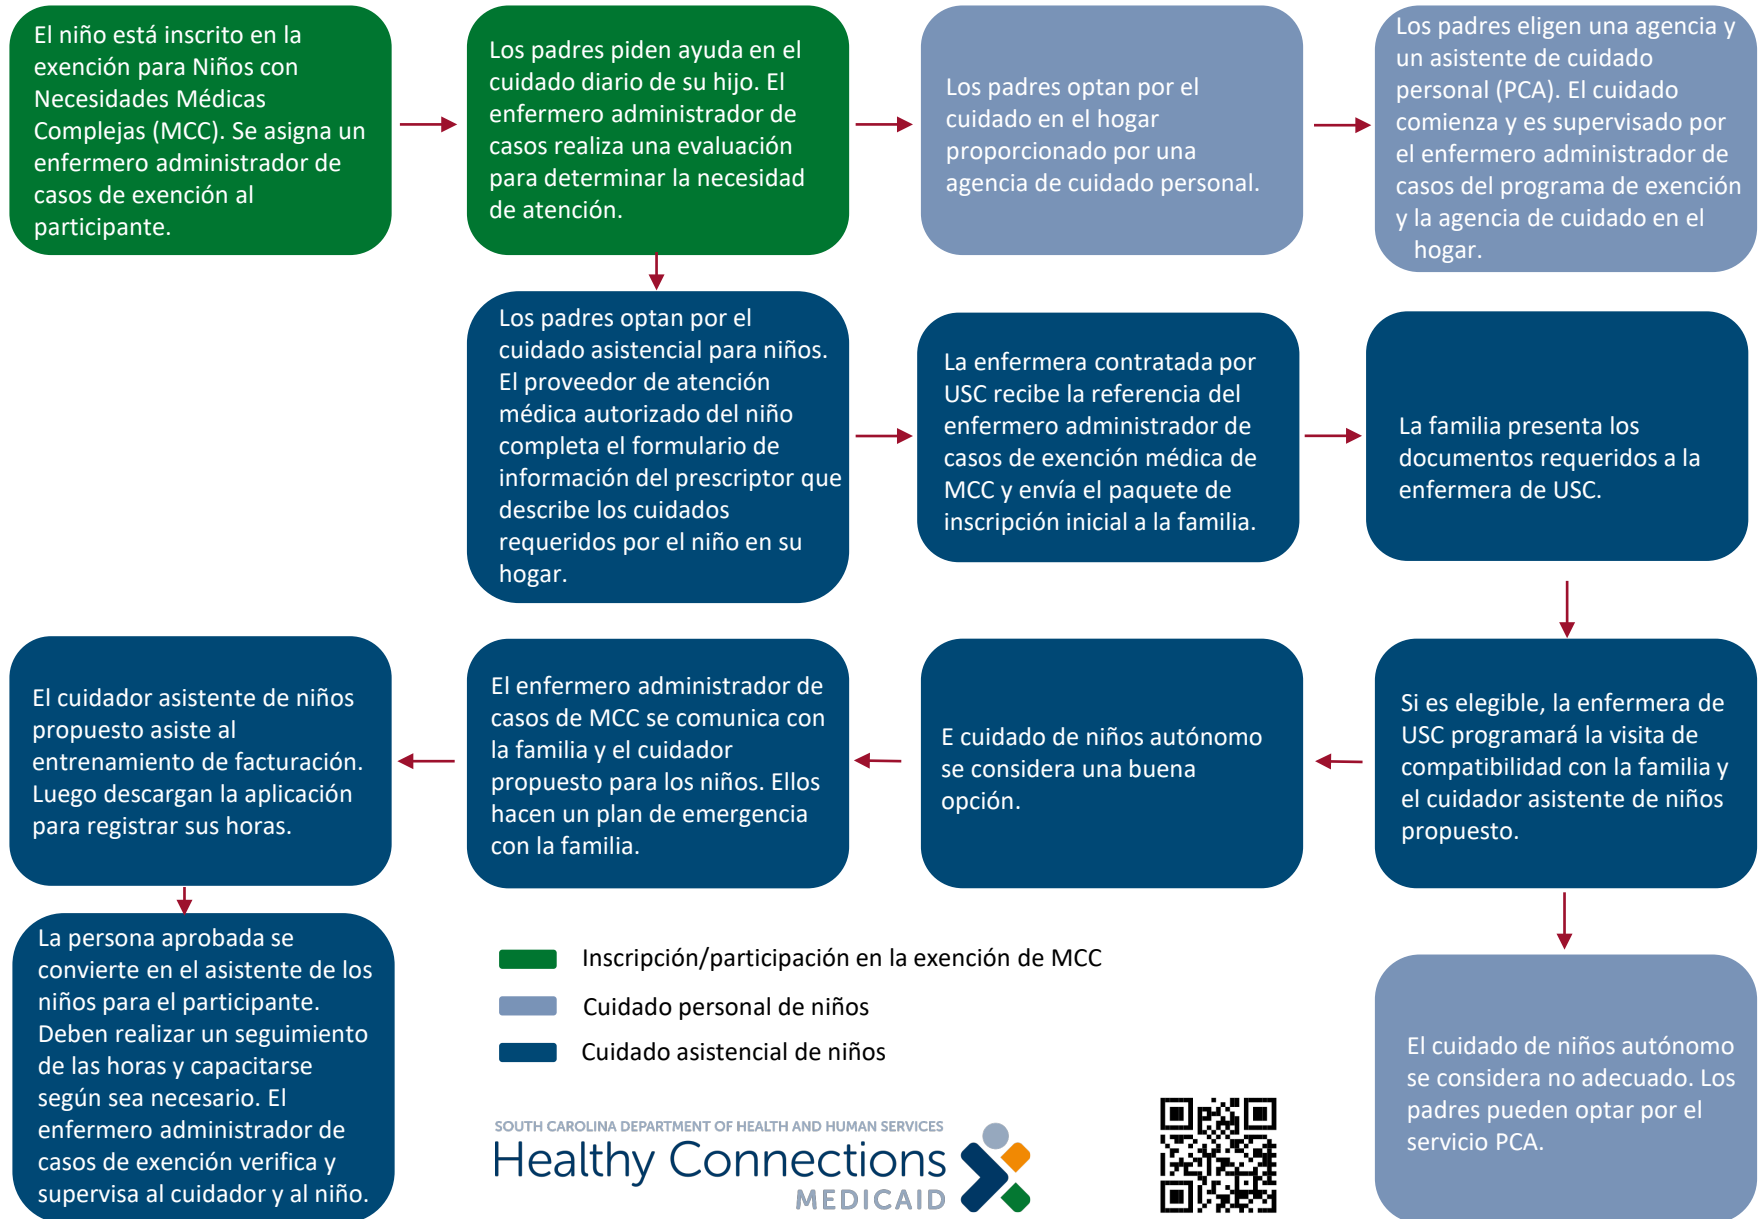 El niño está inscrito en la
exención para Niños con
Necesidades Médicas
Complejas (MCC). Se asigna un
enfermero administrador de
casos de exención al
participante.
Los padres piden ayuda en el
cuidado diario de su hijo. El
enfermero administrador de
casos realiza una evaluación
para determinar la necesidad
de atención.
Los padres optan por el
cuidado en el hogar
proporcionado por una
agencia de cuidado personal.
Los padres eligen una agencia y
un asistente de cuidado
personal (PCA). El cuidado
comienza y es supervisado por
el enfermero administrador de
casos del programa de exención
y la agencia de cuidado en el
hogar.
Los padres optan por el
cuidado asistencial para niños.
El proveedor de atención
médica autorizado del niño
completa el formulario de
información del prescriptor que
describe los cuidados
requeridos por el niño en su
hogar.
La enfermera contratada por
USC recibe la referencia del
enfermero administrador de
casos de exención médica de
MCC y envía el paquete de
inscripción inicial a la familia.
La familia presenta los
documentos requeridos a la
enfermera de USC.
Si es elegible, la enfermera de
USC programará la visita de
compatibilidad con la familia y
el cuidador asistente de niños
propuesto.
E cuidado de niños autónomo
se considera una buena
opción.
El enfermero administrador de
casos de MCC se comunica con
la familia y el cuidador
propuesto para los niños. Ellos
hacen un plan de emergencia
con la familia.
El cuidador asistente de niños
propuesto asiste al
entrenamiento de facturación.
Luego descargan la aplicación
para registrar sus horas.
La persona aprobada se
convierte en el asistente de los
niños para el participante.
Deben realizar un seguimiento
de las horas y capacitarse
según sea necesario. El
enfermero administrador de
casos de exención verifica y
supervisa al cuidador y al niño.
El cuidado de niños autónomo
se considera no adecuado. Los
padres pueden optar por el
servicio PCA.
Inscripción/participación en la exención de MCC
Cuidado personal de niños
Cuidado asistencial de niños
SOUTH CAROLINA DEPARTMENT OF HEALTH AND HUMAN SERVICES
Healthy Connections
MEDICAID